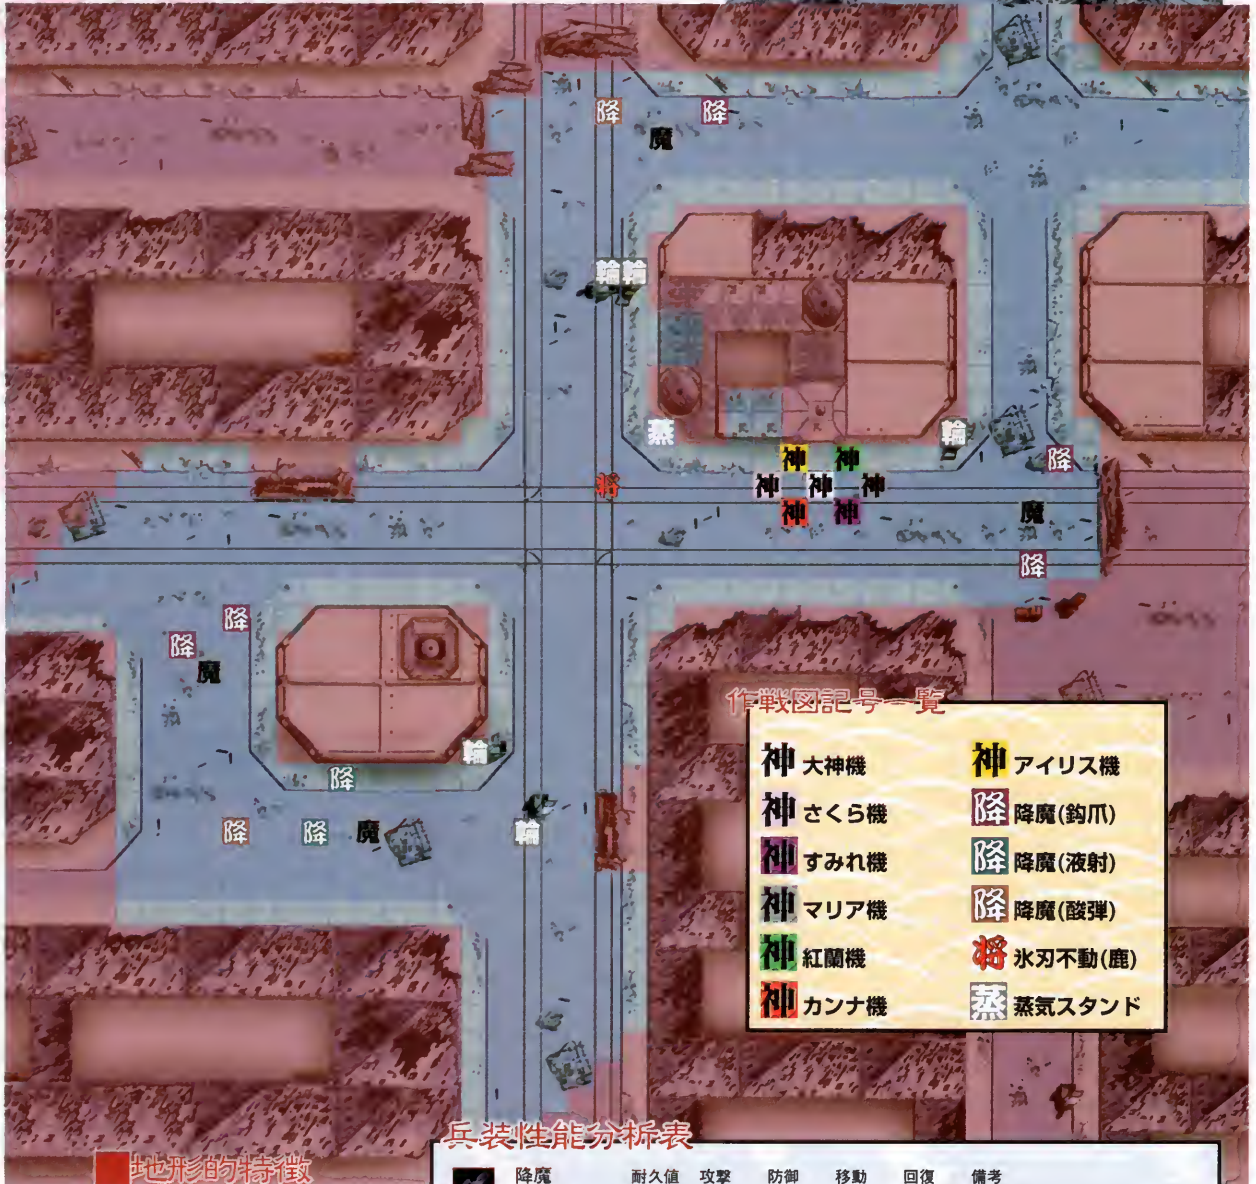 降 降
魔
輪 輪
蒸
輪
神 神
降
将
神 神 神
神 神
魔
降
降
降
魔
輪
降
降 降 魔
輪
作戦図記号一覧
神 大神機
神 さくら機
神 すみれ機
神 マリア機
神 紅蘭機
神 カンナ機
神 アイリス機
降 降魔(鈎爪)
降 降魔(液射)
降 降魔(酸弾)
将 氷刃不動(鹿)
蒸 蒸気スタンド
地形的特徴
兵装性能分析表
降魔 耐久値 攻撃 防御 移動 回復 備考